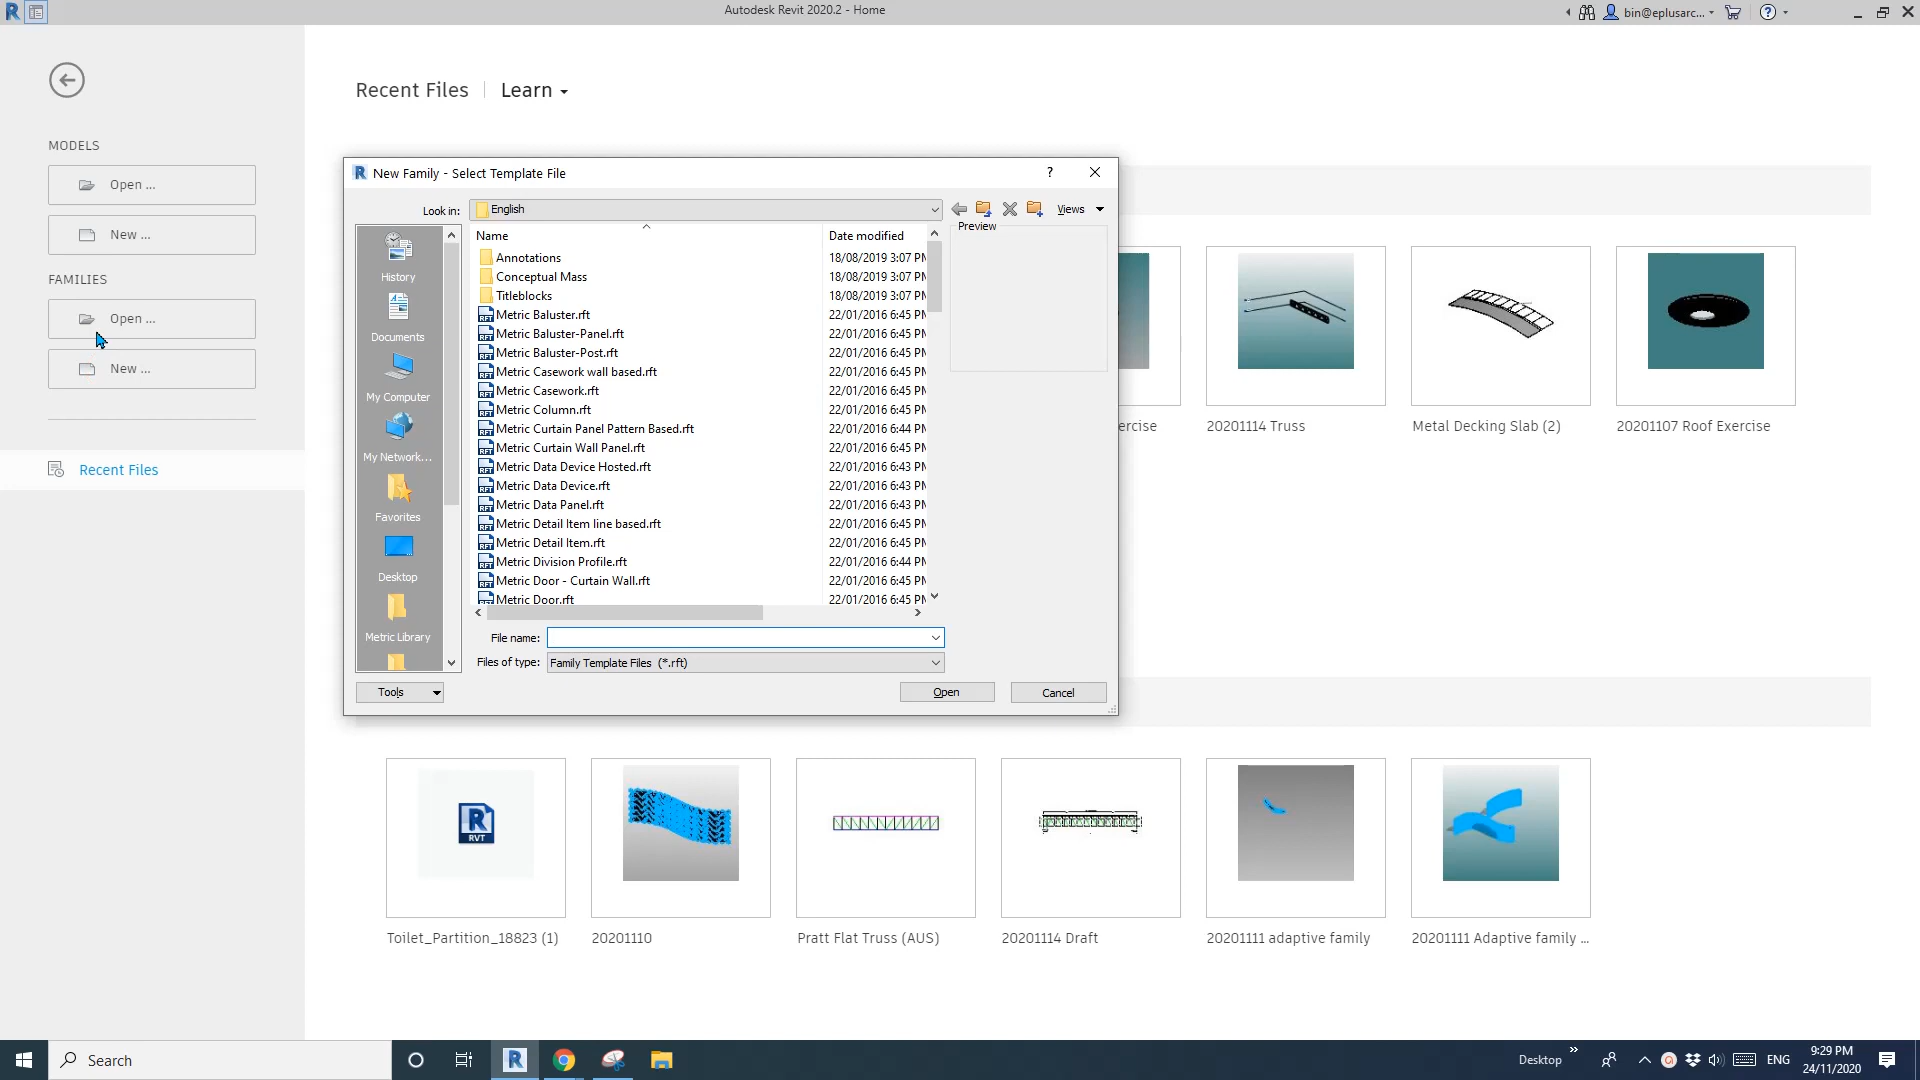 Autodesk Revit 2020.2 - Home
bin@eplusarc...
Recent Files
Learn
MODELS
Open ...
New ...
FAMILIES
Open ...
New ...
Recent Files
New Family - Select Template File
?
Look in:
English
Views
Preview
History
Documents
My Computer
My Network...
Favorites
Desktop
Metric Library
Name
Date modified
Annotations
18/08/2019 3:07 PM
Conceptual Mass
18/08/2019 3:07 PM
Titleblocks
18/08/2019 3:07 PM
Metric Baluster.rft
22/01/2016 6:45 PM
Metric Baluster-Panel.rft
22/01/2016 6:45 PM
Metric Baluster-Post.rft
22/01/2016 6:45 PM
Metric Casework wall based.rft
22/01/2016 6:45 PM
Metric Casework.rft
22/01/2016 6:45 PM
Metric Column.rft
22/01/2016 6:45 PM
Metric Curtain Panel Pattern Based.rft
22/01/2016 6:44 PM
Metric Curtain Wall Panel.rft
22/01/2016 6:45 PM
Metric Data Device Hosted.rft
22/01/2016 6:43 PM
Metric Data Device.rft
22/01/2016 6:43 PM
Metric Data Panel.rft
22/01/2016 6:43 PM
Metric Detail Item line based.rft
22/01/2016 6:45 PM
Metric Detail Item.rft
22/01/2016 6:45 PM
Metric Division Profile.rft
22/01/2016 6:44 PM
Metric Door - Curtain Wall.rft
22/01/2016 6:45 PM
Metric Door.rft
22/01/2016 6:45 PM
File name:
Files of type:
Family Template Files (*.rft)
Tools
Open
Cancel
ercise
20201114 Truss
Metal Decking Slab (2)
20201107 Roof Exercise
R
RVT
Toilet_Partition_18823 (1)
20201110
Pratt Flat Truss (AUS)
20201114 Draft
20201111 adaptive family
20201111 Adaptive family ...
Search
Desktop
ENG
9:29 PM
24/11/2020